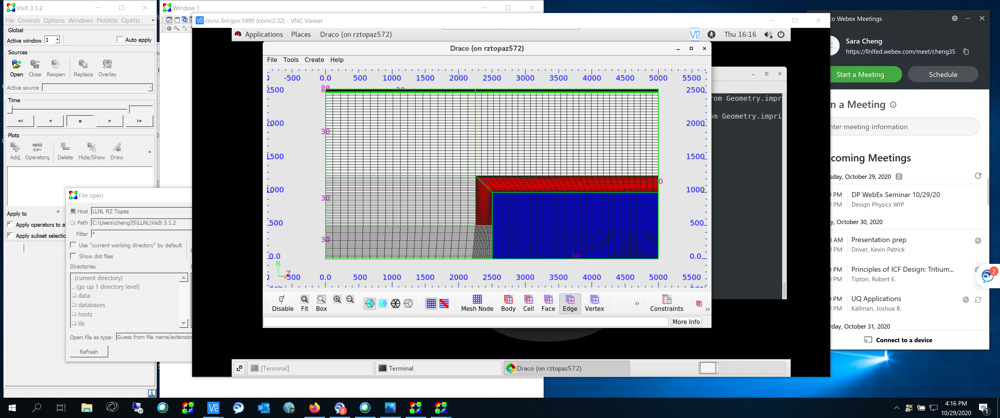 VisIt 3.1.2
File Controls Options Windows PlotAtts OpAtts »
Global
Active window 1 Auto apply
Sources
Open Close Reopen Replace Overlay
Active source
Time
Plots
op(=)
+/-
Add Operators Delete Hide/Show Draw »
Apply to
Apply operators to al
Apply subset selectio
File open
Host LLNL RZ Topaz
Path C:\Users\cheng35\LLNL\VisIt 3.1.2
Filter *
Use "current working directory" by default
Show dot files
Directories
. (current directory)
.. (go up 1 directory level)
data
databases
hosts
lib
Open file as type: Guess from file name/extension
Refresh
Window 1
rzvnc.llnl.gov:5999 (rzvnc2:32) - VNC Viewer
Applications Places Draco (on rztopaz572) Thu 16:16
Draco (on rztopaz572)
File Tools Create Help
-500 0.0 500 1000 1500 2000 2500 3000 3500 4000 4500 5000 5500
2500 2500
2000 2000
30
1500 1500
1000 1000
30
500 500
30
0.0 30 0.0
R
Z
-500 0.0 500 1000 1500 2000 2500 3000 3500 4000 4500 5000 5500
Disable Fit Box Mesh Node Body Cell Face Edge Vertex » Constraints »
More Info
rom Geometry.impr
om Geometry.impri
[Terminal] Terminal Draco (on rztopaz572)
co Webex Meetings
Sara Cheng
https://llnlfed.webex.com/meet/cheng35
Start a Meeting Schedule
n a Meeting
nter meeting information
coming Meetings
sday, October 29, 2020
PM DP WebEx Seminar 10/29/20
PM Design Physics WIP
y, October 30, 2020
AM Presentation prep
PM Driver, Kevin Patrick
PM Principles of ICF Design: Tritium...
PM Tipton, Robert E.
2
PM UQ Applications
PM Kallman, Joshua B.
rday, October 31, 2020
Connect to a device
2
4:16 PM
10/29/2020
1